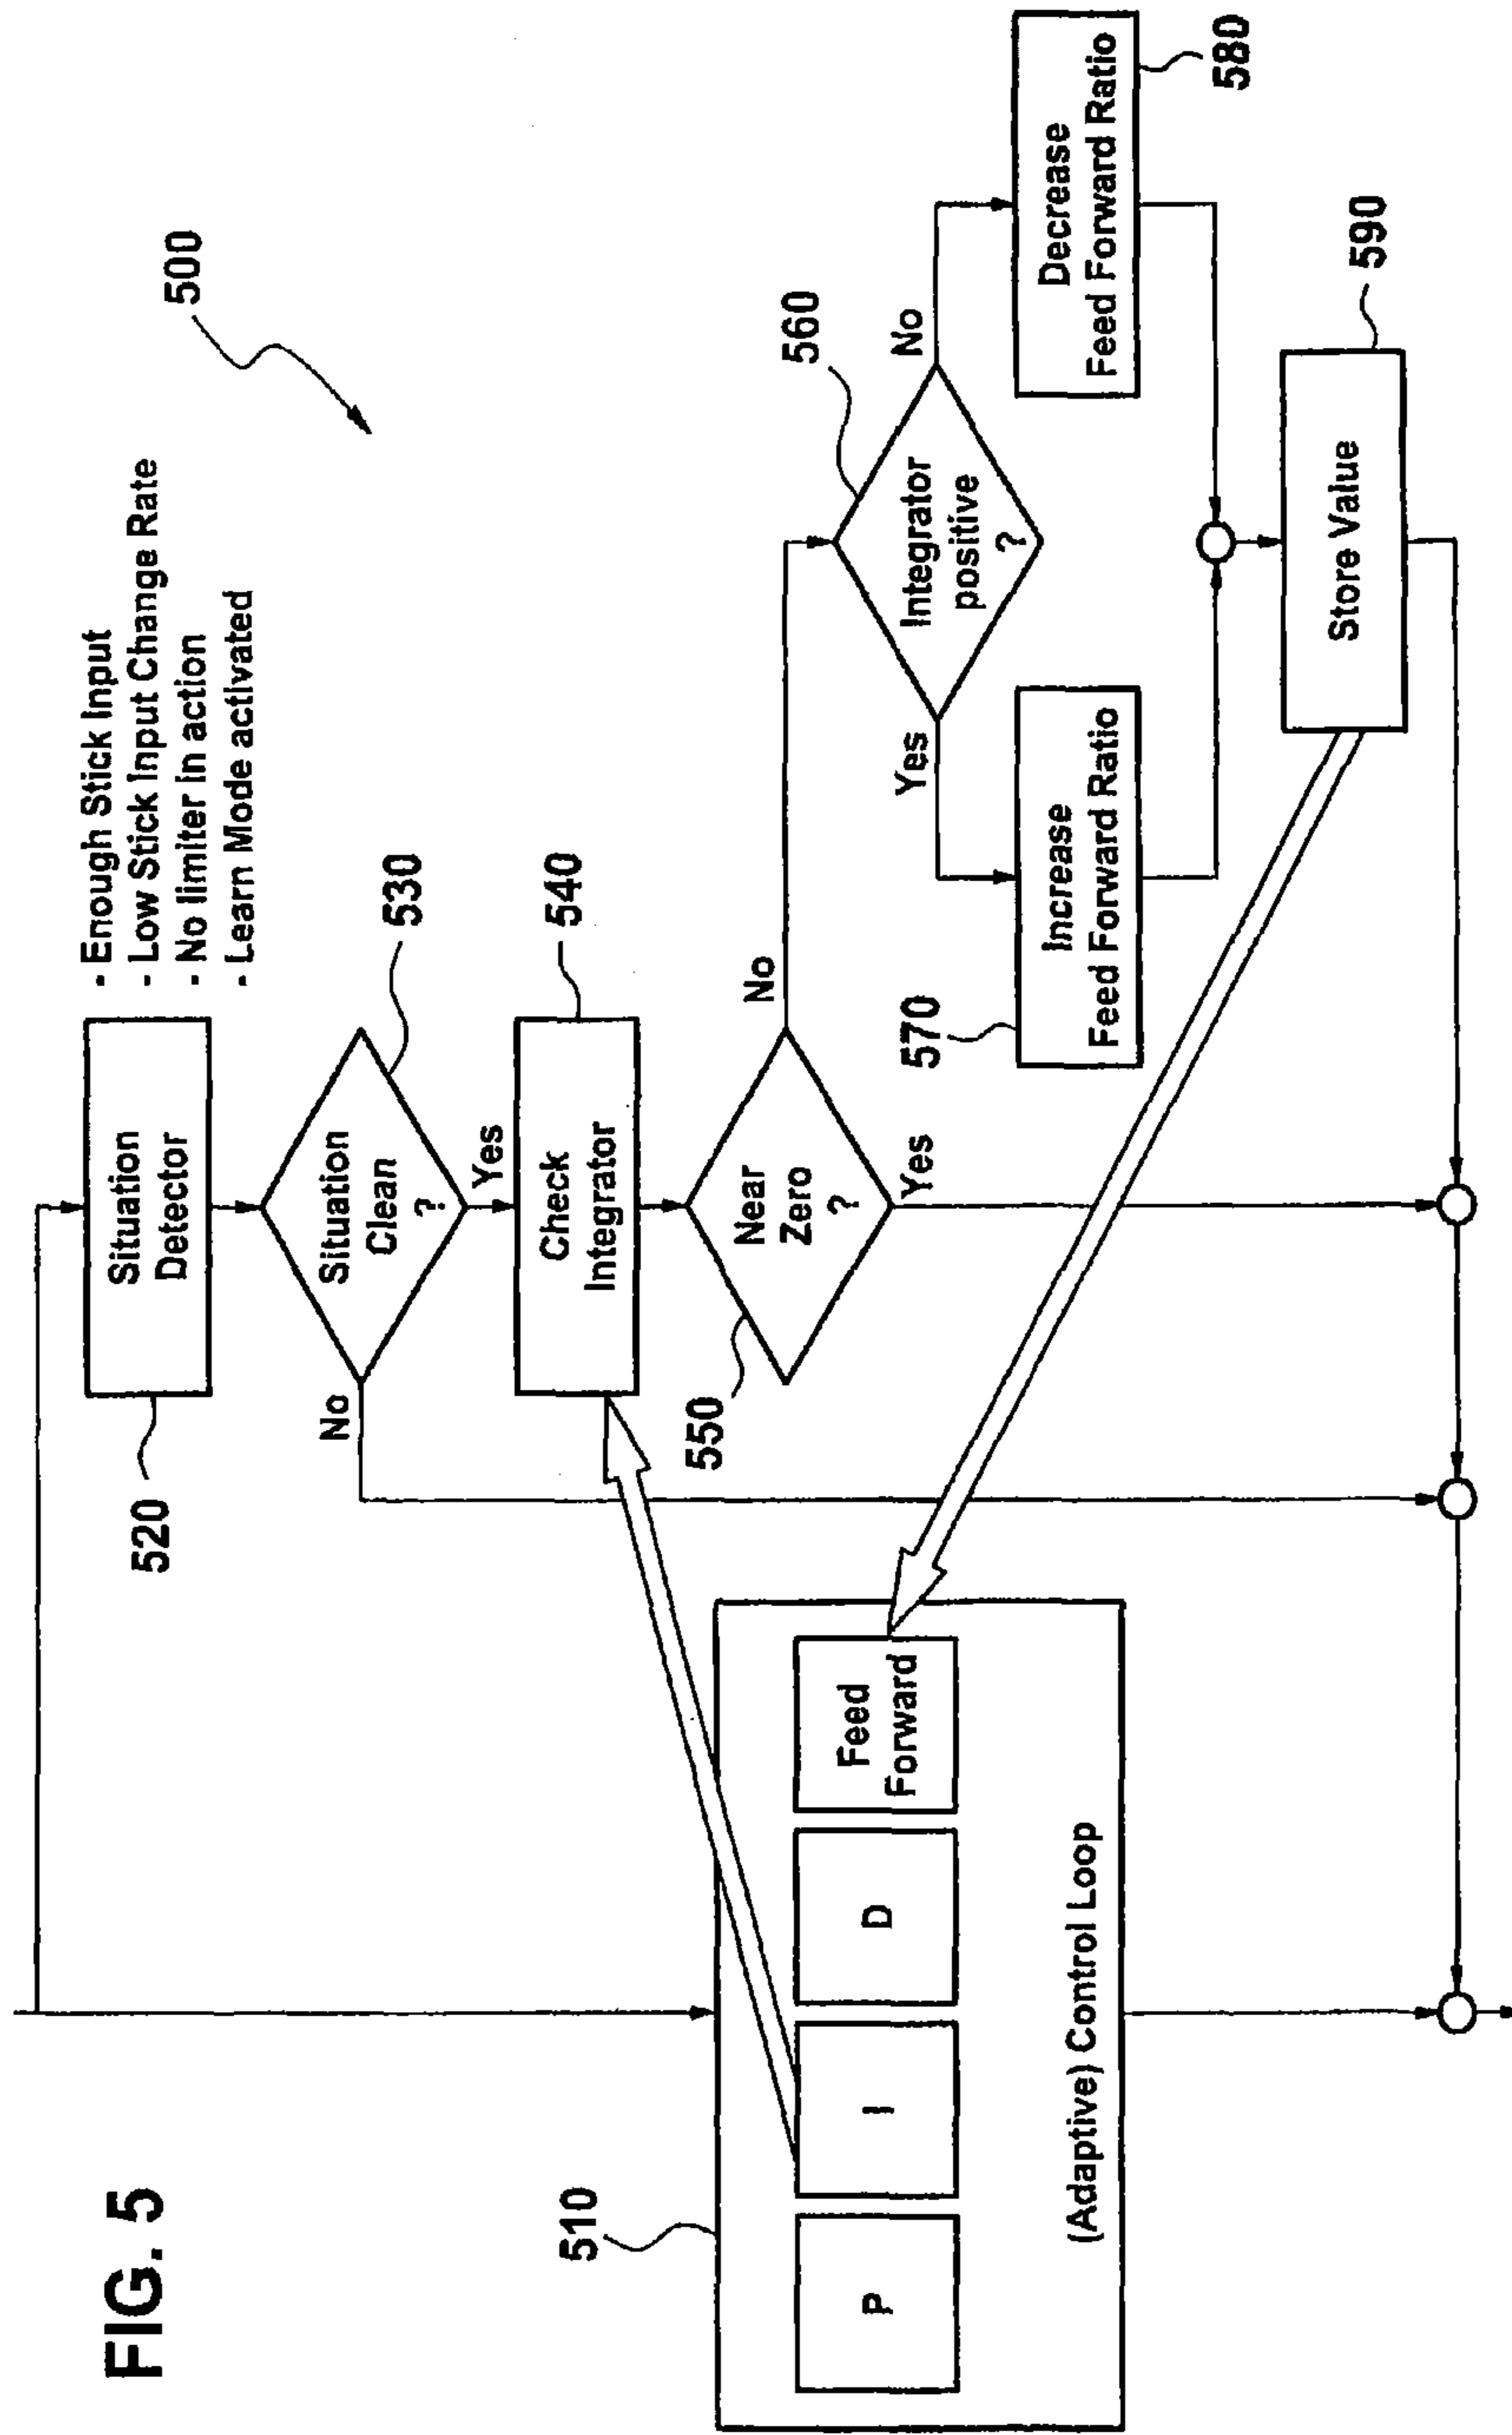 FIG. 5
500
- Enough Stick Input
- Low Stick Input Change Rate
- No limiter in action
- Learn Mode activated
Situation
Detector
520
530
Situation
Clean
?
No
Yes
540
Check
Integrator
550
Near
Zero
?
No
Yes
560
Integrator
positive
?
Yes
No
570
Increase
Feed Forward Ratio
580
Decrease
Feed Forward Ratio
590
Store Value
510
P
I
D
Feed
Forward
(Adaptive) Control Loop